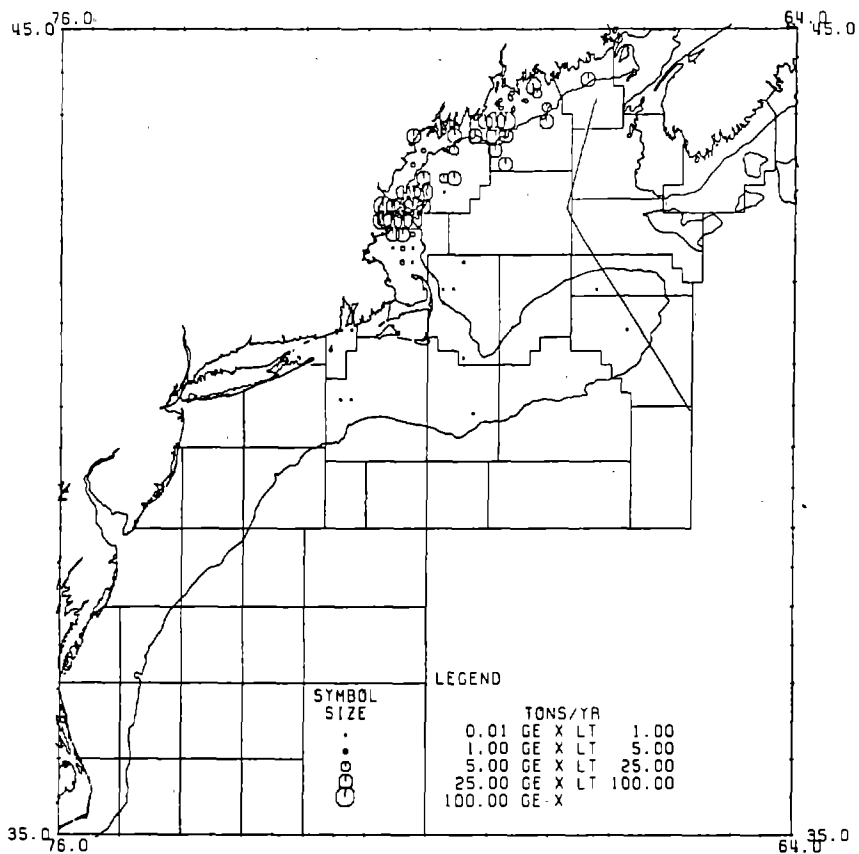 76.0 64.0
45.0 45.0
LEGEND
SYMBOL
SIZE
TONS/YR
0.01 GE X LT 1.00
1.00 GE X LT 5.00
5.00 GE X LT 25.00
25.00 GE X LT 100.00
100.00 GE-X
35.0 35.0
76.0 64.0